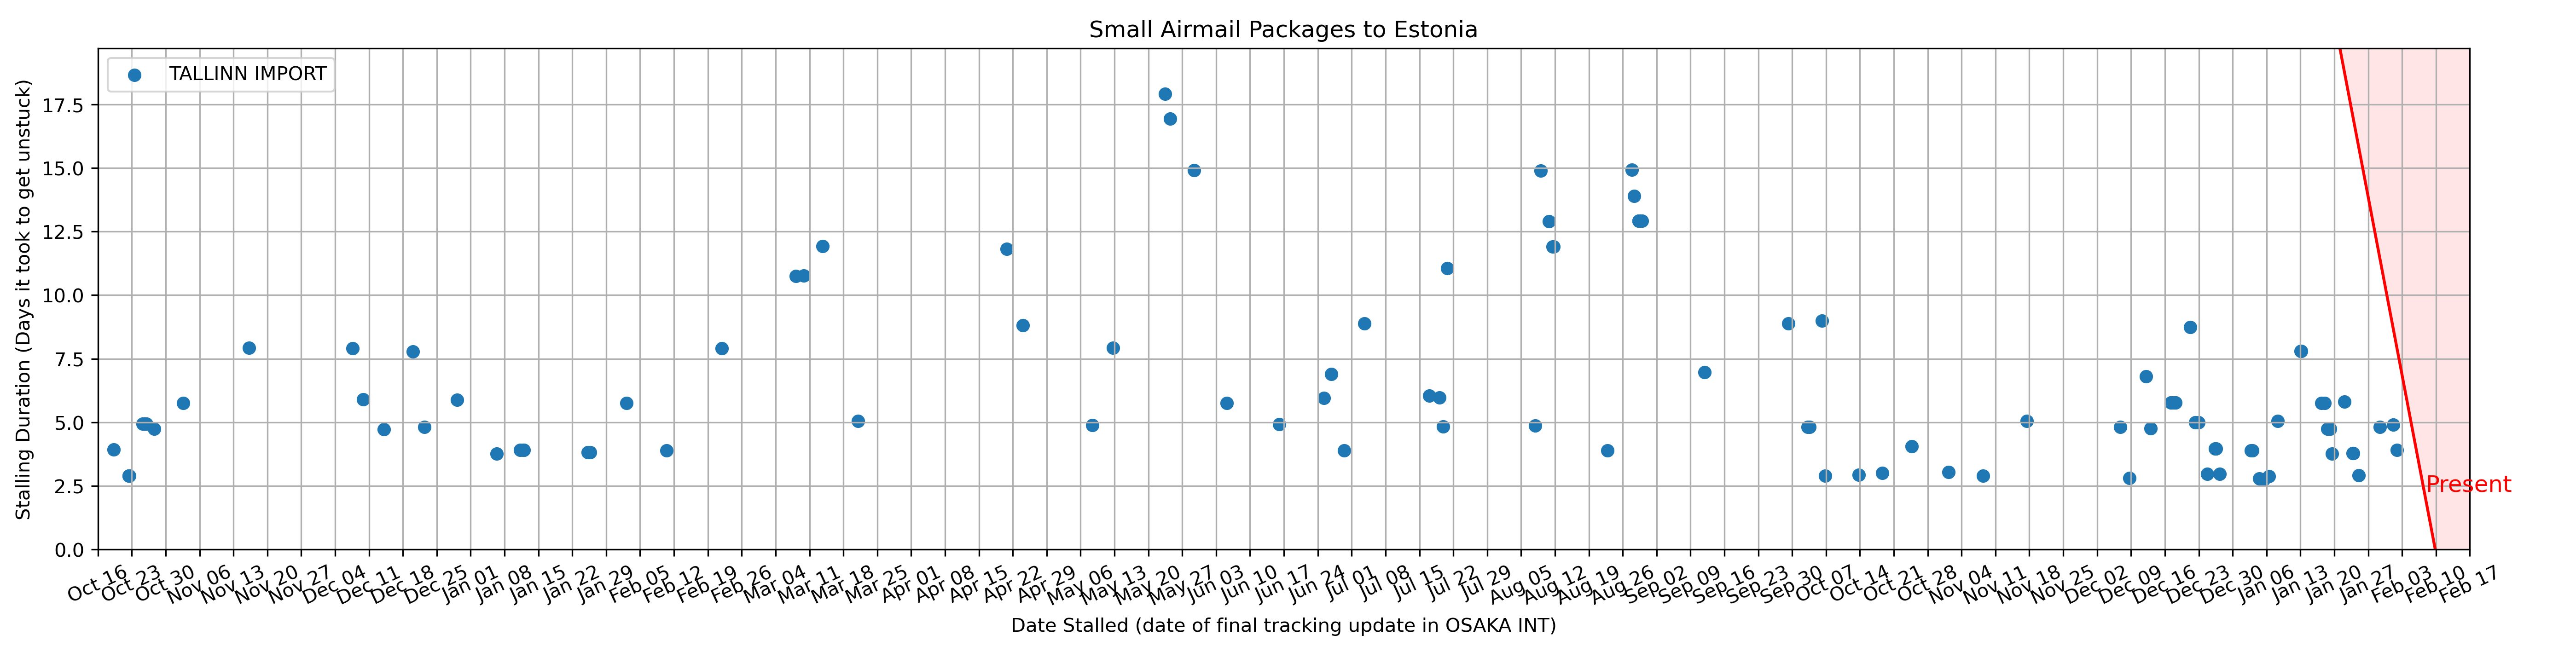 Small Airmail Packages to Estonia
TALLINN IMPORT
Stalling Duration (Days it took to get unstuck)
17.5
15.0
12.5
10.0
7.5
5.0
2.5
0.0
Present
Oct 16 Oct 23 Oct 30 Nov 06 Nov 13 Nov 20 Nov 27 Dec 04 Dec 11 Dec 18 Dec 25 Jan 01 Jan 08 Jan 15 Jan 22 Jan 29 Feb 05 Feb 12 Feb 19 Feb 26 Mar 04 Mar 11 Mar 18 Mar 25 Apr 01 Apr 08 Apr 15 Apr 22 Apr 29 May 06 May 13 May 20 May 27 Jun 03 Jun 10 Jun 17 Jun 24 Jul 01 Jul 08 Jul 15 Jul 22 Jul 29 Aug 05 Aug 12 Aug 19 Aug 26 Sep 02 Sep 09 Sep 16 Sep 23 Sep 30 Oct 07 Oct 14 Oct 21 Oct 28 Nov 04 Nov 11 Nov 18 Nov 25 Dec 02 Dec 09 Dec 16 Dec 23 Dec 30 Jan 06 Jan 13 Jan 20 Jan 27 Feb 03 Feb 10 Feb 17
Date Stalled (date of final tracking update in OSAKA INT)